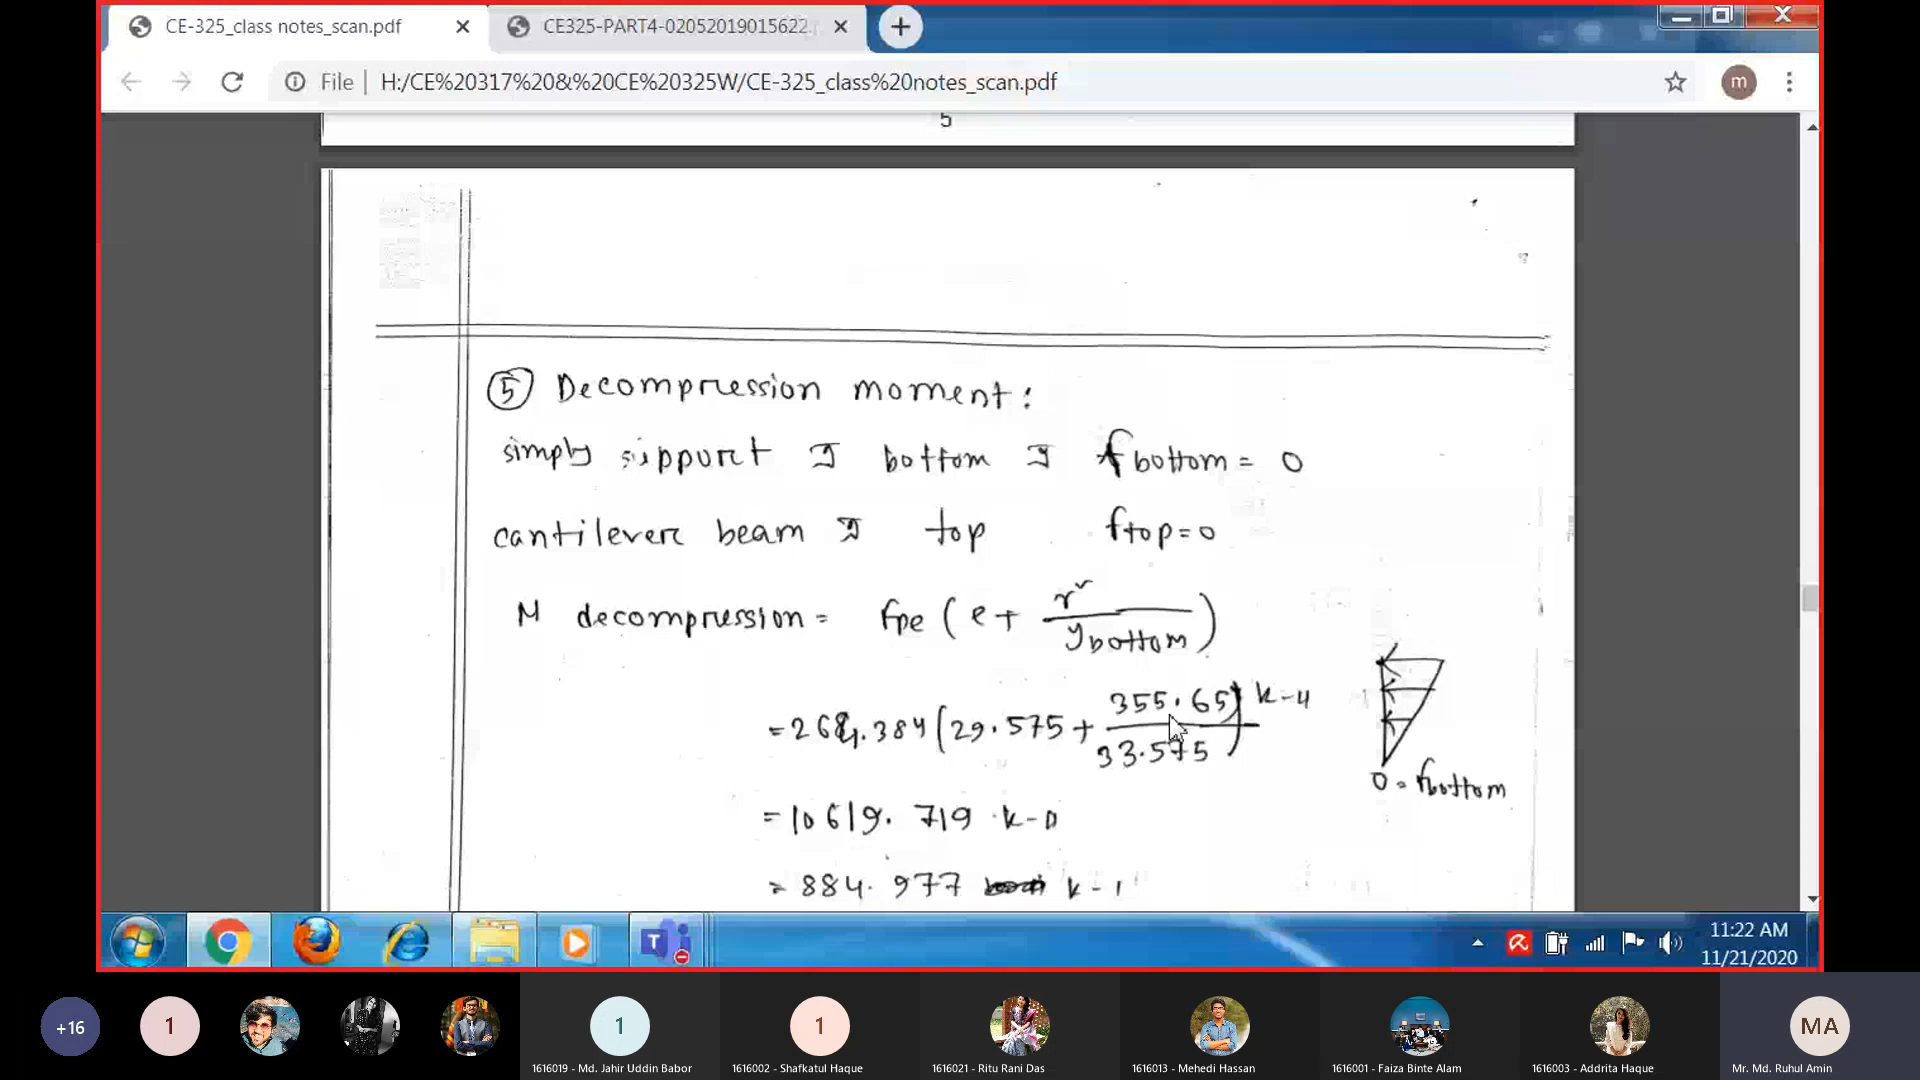 CE-325_class notes_scan.pdf
CE325-PART4-02052019015622.
File | H:/CE%20317%20&%20CE%20325W/CE-325_class%20notes_scan.pdf
m
5
⑤ Decompression moment:
simply support এ bottom এ fbottom = 0
cantilever beam এ top ftop = 0
M decompression = Fpe (e + r² / ybottom)
= 264.384 (29.575 + 355.65 / 33.575) k-4
0 = fbottom
= 10619.719 k-
= 884.977 k-1
T
11:22 AM
11/21/2020
+16
1
1
1
MA
1616019 - Md. Jahir Uddin Babor
1616002 - Shafkatul Haque
1616021 - Ritu Rani Das
1616013 - Mehedi Hassan
1616001 - Faiza Binte Alam
1616003 - Addrita Haque
Mr. Md. Ruhul Amin